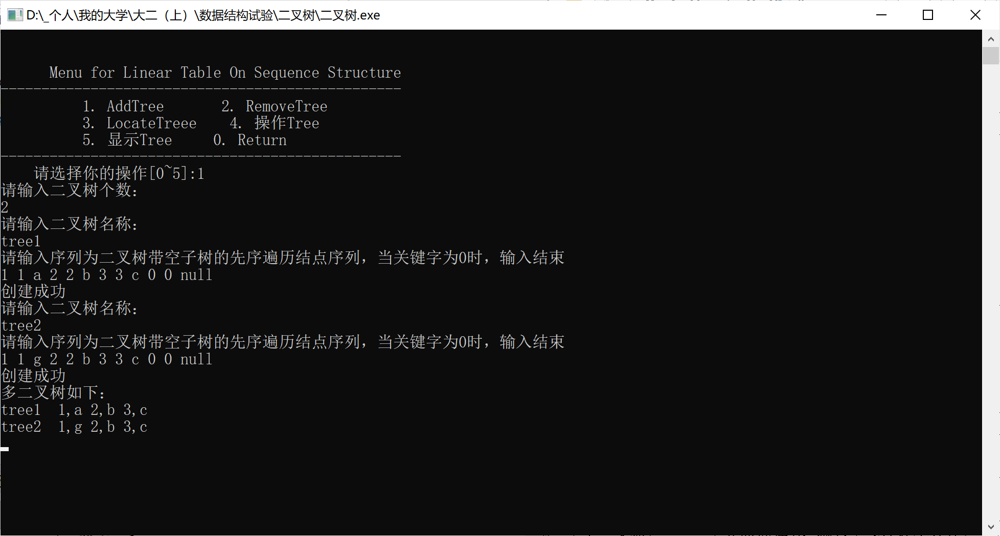 D:\_个人\我的大学\大二（上）\数据结构试验\二叉树\二叉树.exe
Menu for Linear Table On Sequence Structure
-------------------------------------------------
1. AddTree 2. RemoveTree
3. LocateTreee 4. 操作Tree
5. 显示Tree 0. Return
-------------------------------------------------
请选择你的操作[0~5]:1
请输入二叉树个数：
2
请输入二叉树名称：
tree1
请输入序列为二叉树带空子树的先序遍历结点序列，当关键字为0时，输入结束
1 1 a 2 2 b 3 3 c 0 0 null
创建成功
请输入二叉树名称：
tree2
请输入序列为二叉树带空子树的先序遍历结点序列，当关键字为0时，输入结束
1 1 g 2 2 b 3 3 c 0 0 null
创建成功
多二叉树如下：
tree1 1,a 2,b 3,c
tree2 1,g 2,b 3,c